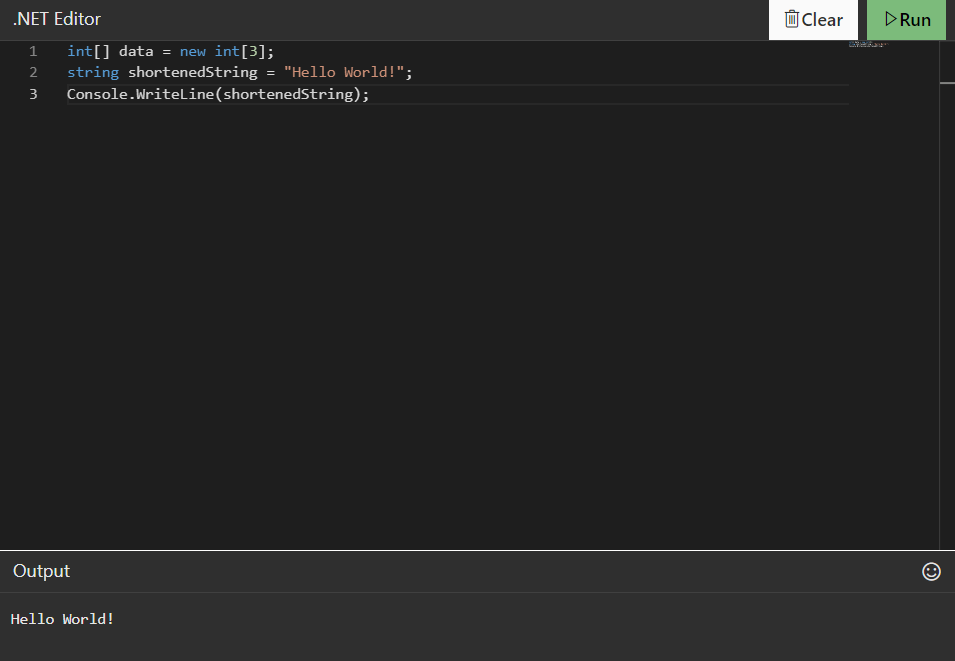 .NET Editor Clear Run
1 int[] data = new int[3];
2 string shortenedString = "Hello World!";
3 Console.WriteLine(shortenedString);
Output
Hello World!